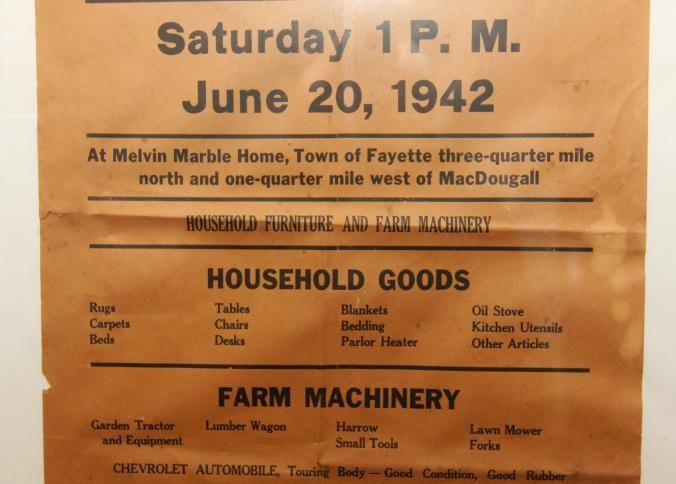 Saturday 1 P. M.
June 20, 1942
At Melvin Marble Home, Town of Fayette three-quarter mile
north and one-quarter mile west of MacDougall
HOUSEHOLD FURNITURE AND FARM MACHINERY
HOUSEHOLD GOODS
Rugs Tables Blankets Oil Stove
Carpets Chairs Bedding Kitchen Utensils
Beds Desks Parlor Heater Other Articles
FARM MACHINERY
Garden Tractor Lumber Wagon Harrow Lawn Mower
and Equipment Small Tools Forks
CHEVROLET AUTOMOBILE, Touring Body — Good Condition, Good Rubber